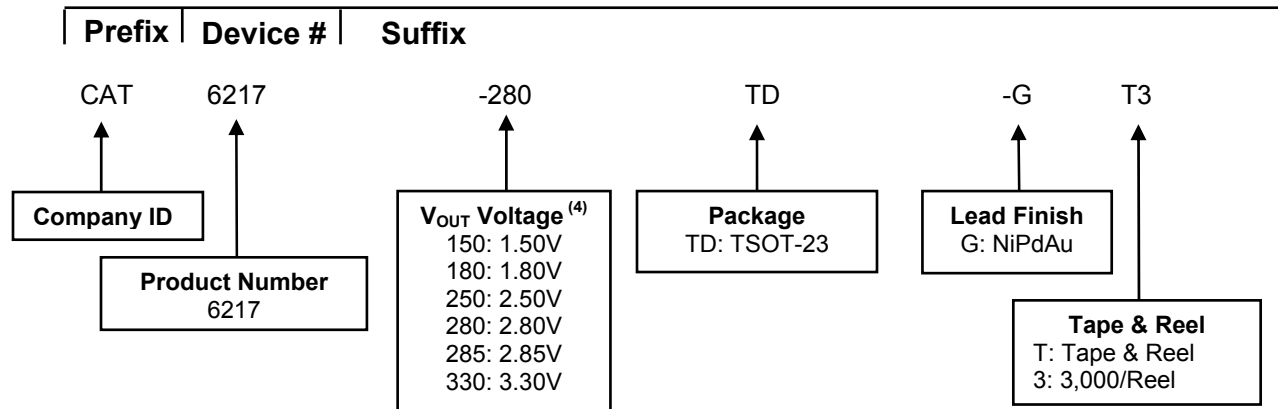 Prefix Device # Suffix
CAT 6217 -280 TD -G T3
Company ID
Product Number
6217
VOUT Voltage (4)
150: 1.50V
180: 1.80V
250: 2.50V
280: 2.80V
285: 2.85V
330: 3.30V
Package
TD: TSOT-23
Lead Finish
G: NiPdAu
Tape & Reel
T: Tape & Reel
3: 3,000/Reel